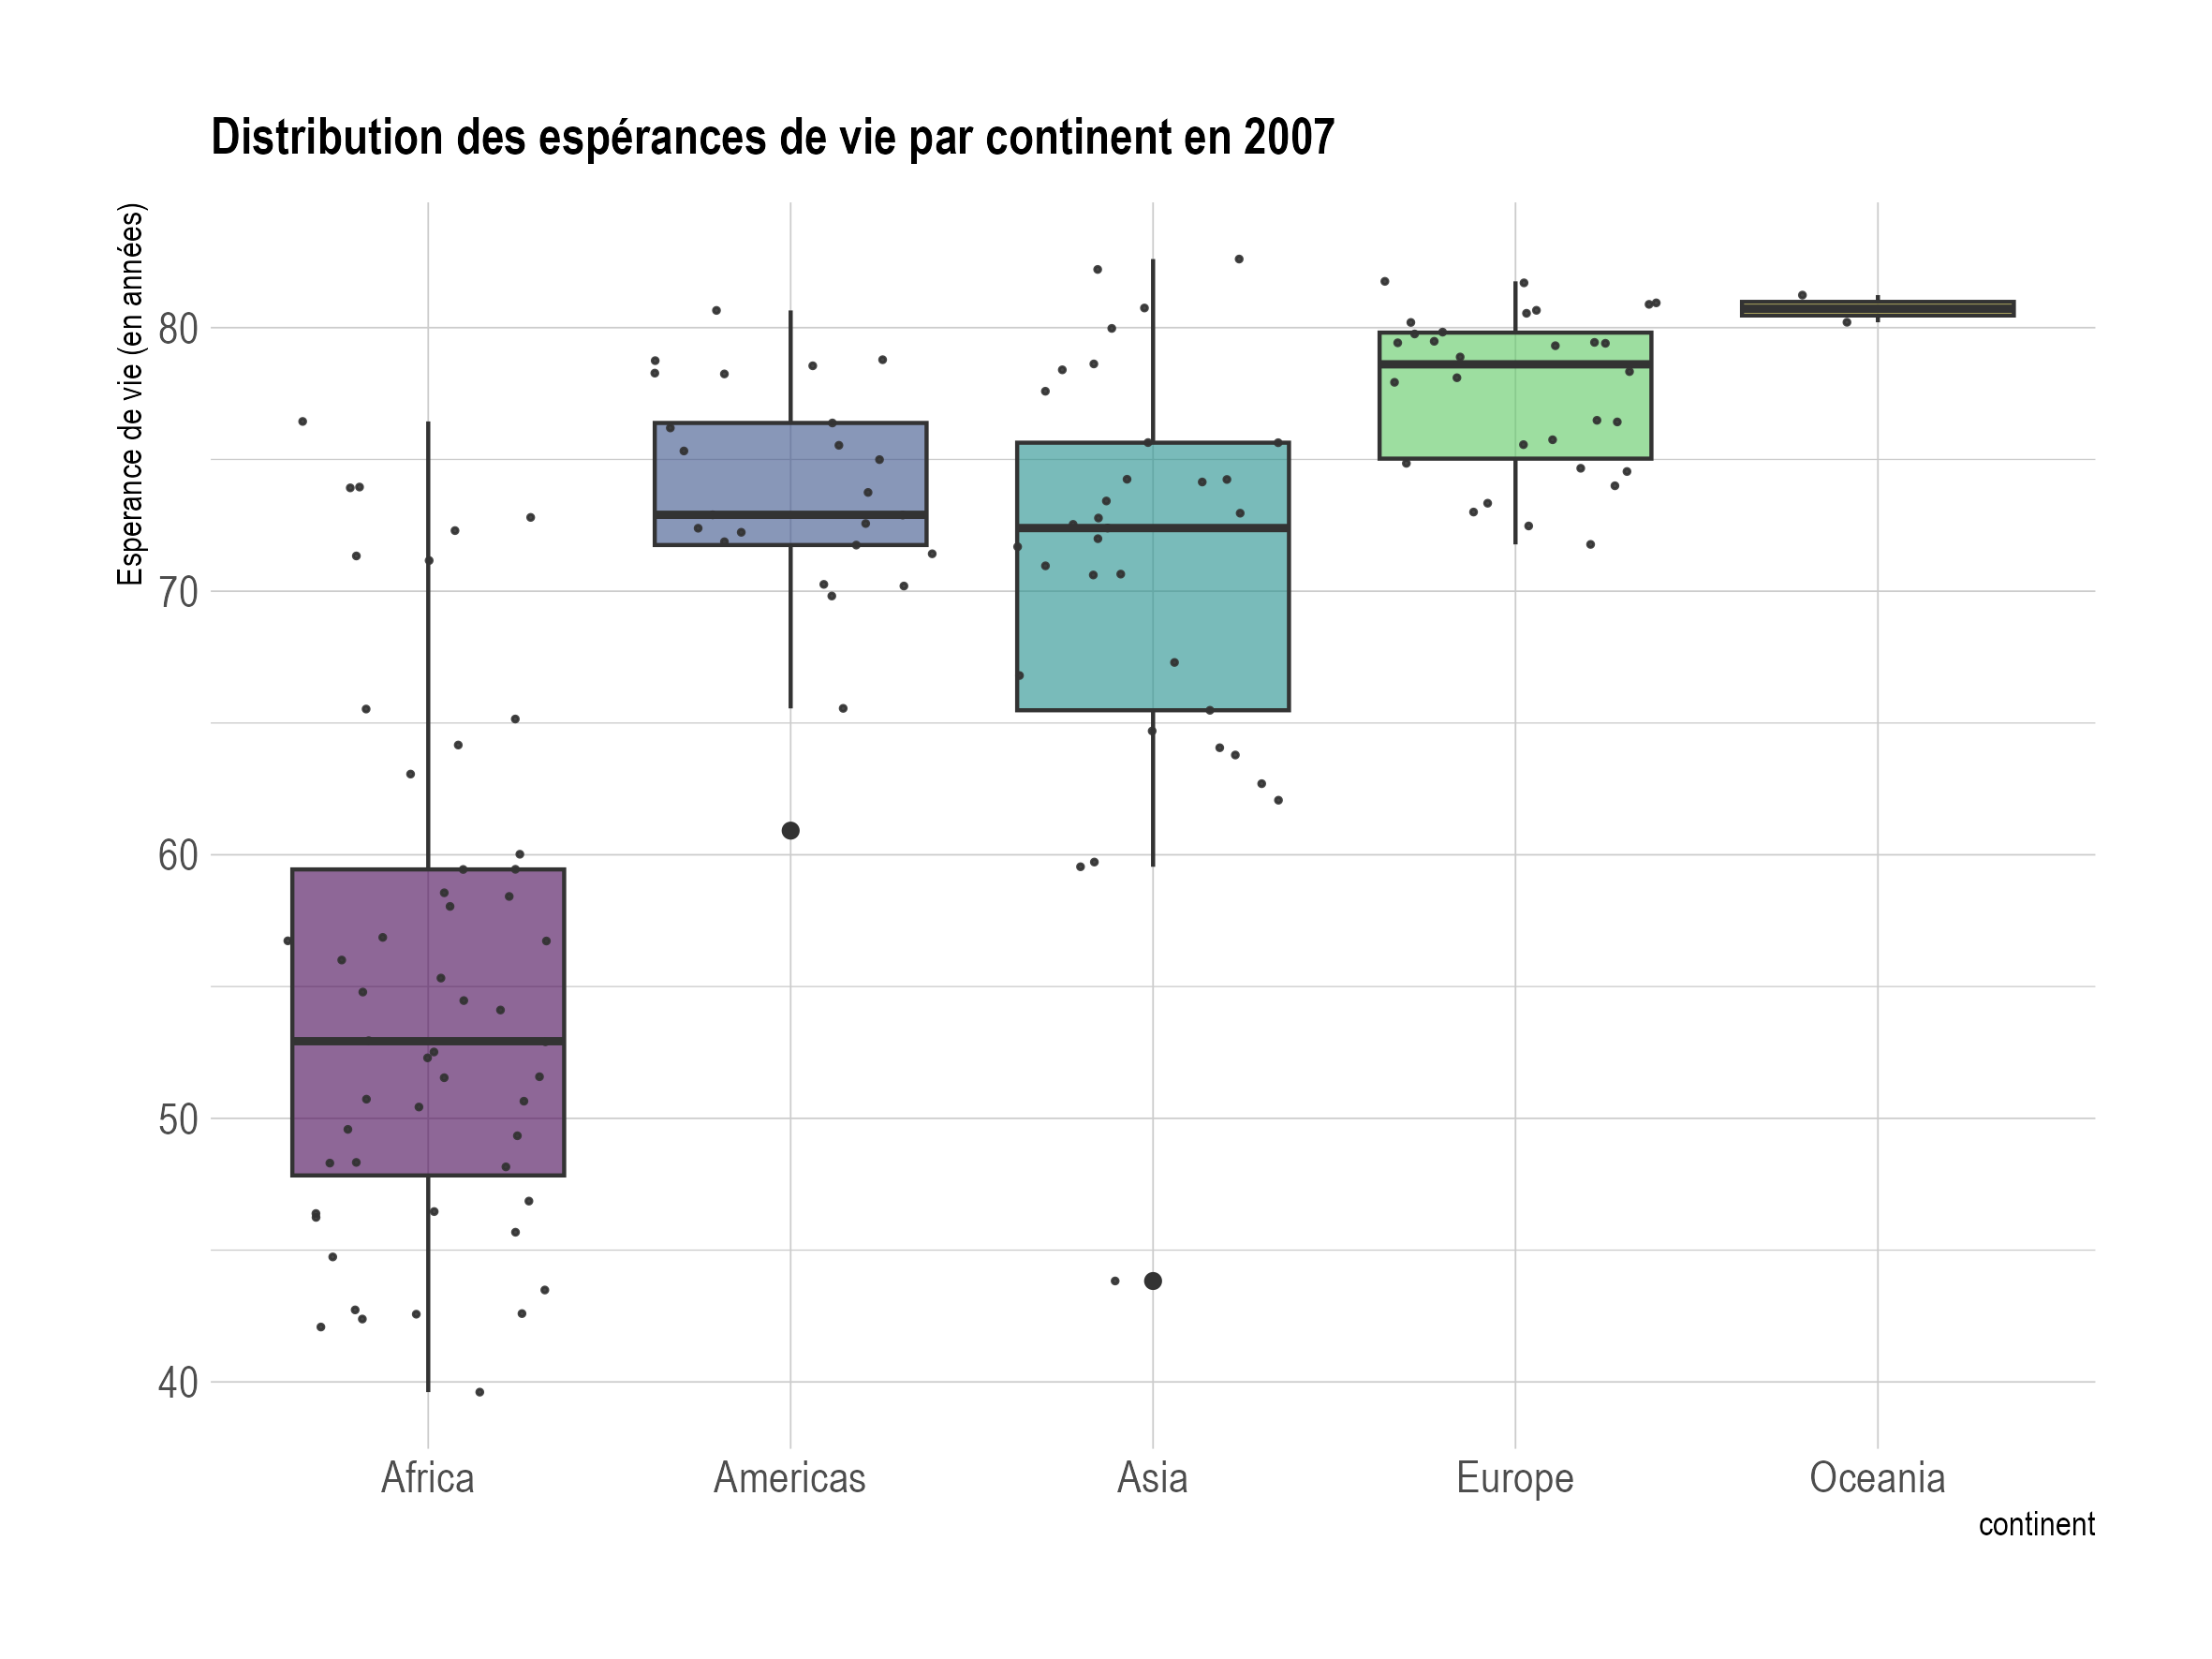 Distribution des espérances de vie par continent en 2007
Esperance de vie (en années)
80
70
60
50
40
Africa
Americas
Asia
Europe
Oceania
continent